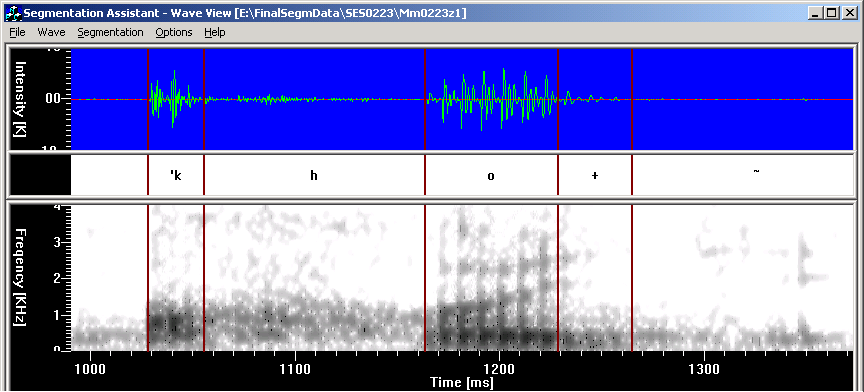 Segmentation Assistant - Wave View [E:\FinalSegmData\SES0223\Mm0223z1]
File Wave Segmentation Options Help
Intensity [K]
00
'k h o + ~
Freqency [KHz]
4
3
2
1
0
1000 1100 1200 1300
Time [ms]